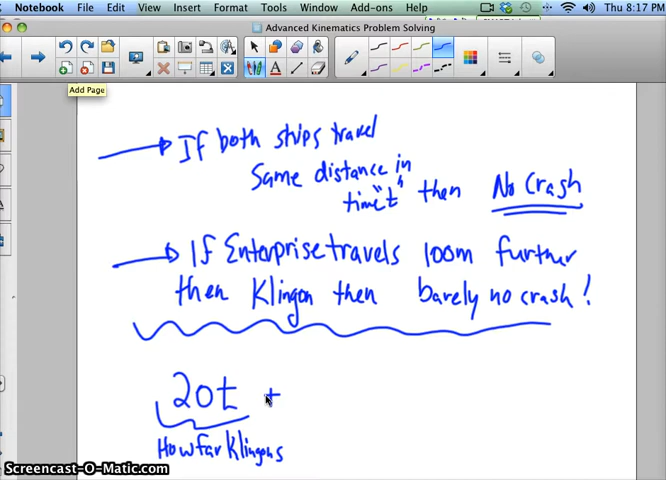 Notebook File Edit View Insert Format Tools Add-ons Window Help Thu 8:17 PM
Advanced Kinematics Problem Solving
Add Page
If both ships travel
Same distance in
time "t" then No Crash
If Enterprise travels 100m further
then Klingon then barely no crash!
20t +
How far Klingons
Screencast-O-Matic.com